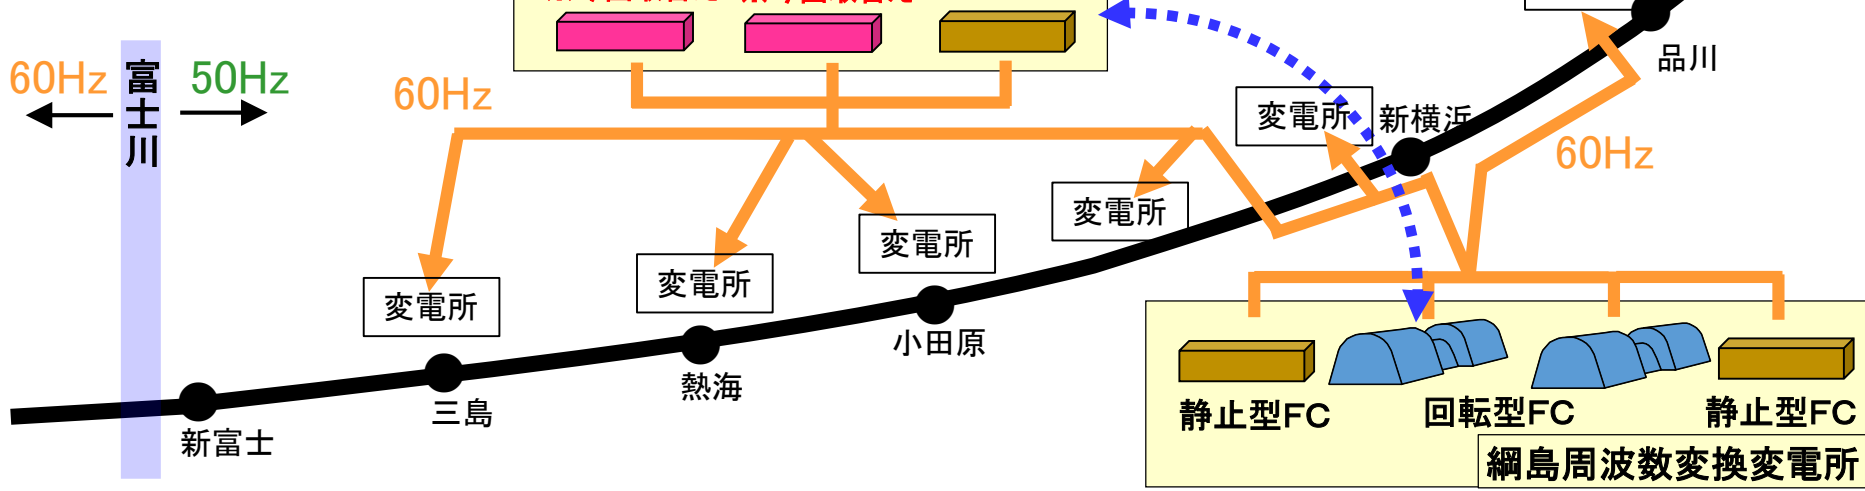 60Hz
富士川
50Hz
60Hz
変電所
変電所
変電所
変電所
変電所
新横浜
品川
60Hz
新富士
三島
熱海
小田原
静止型FC
回転型FC
静止型FC
綱島周波数変換変電所